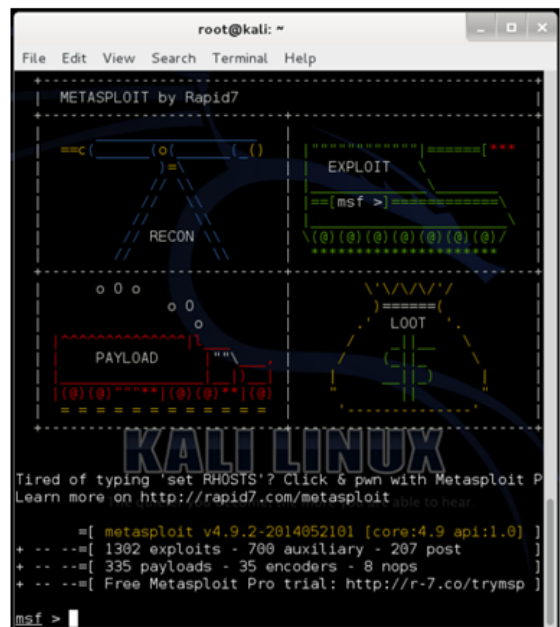 root@kali: ~
File Edit View Search Terminal Help
METASPLOIT by Rapid7
EXPLOIT
==[msf >]============\
RECON
\(@)(@)(@)(@)(@)(@)(@)/
o O o
o O
o
LOOT
PAYLOAD
KALI LINUX
Tired of typing 'set RHOSTS'? Click & pwn with Metasploit P
Learn more on http://rapid7.com/metasploit
=[ metasploit v4.9.2-2014052101 [core:4.9 api:1.0] ]
+ -- --=[ 1302 exploits - 700 auxiliary - 207 post ]
+ -- --=[ 335 payloads - 35 encoders - 8 nops ]
+ -- --=[ Free Metasploit Pro trial: http://r-7.co/trymsp ]
msf >